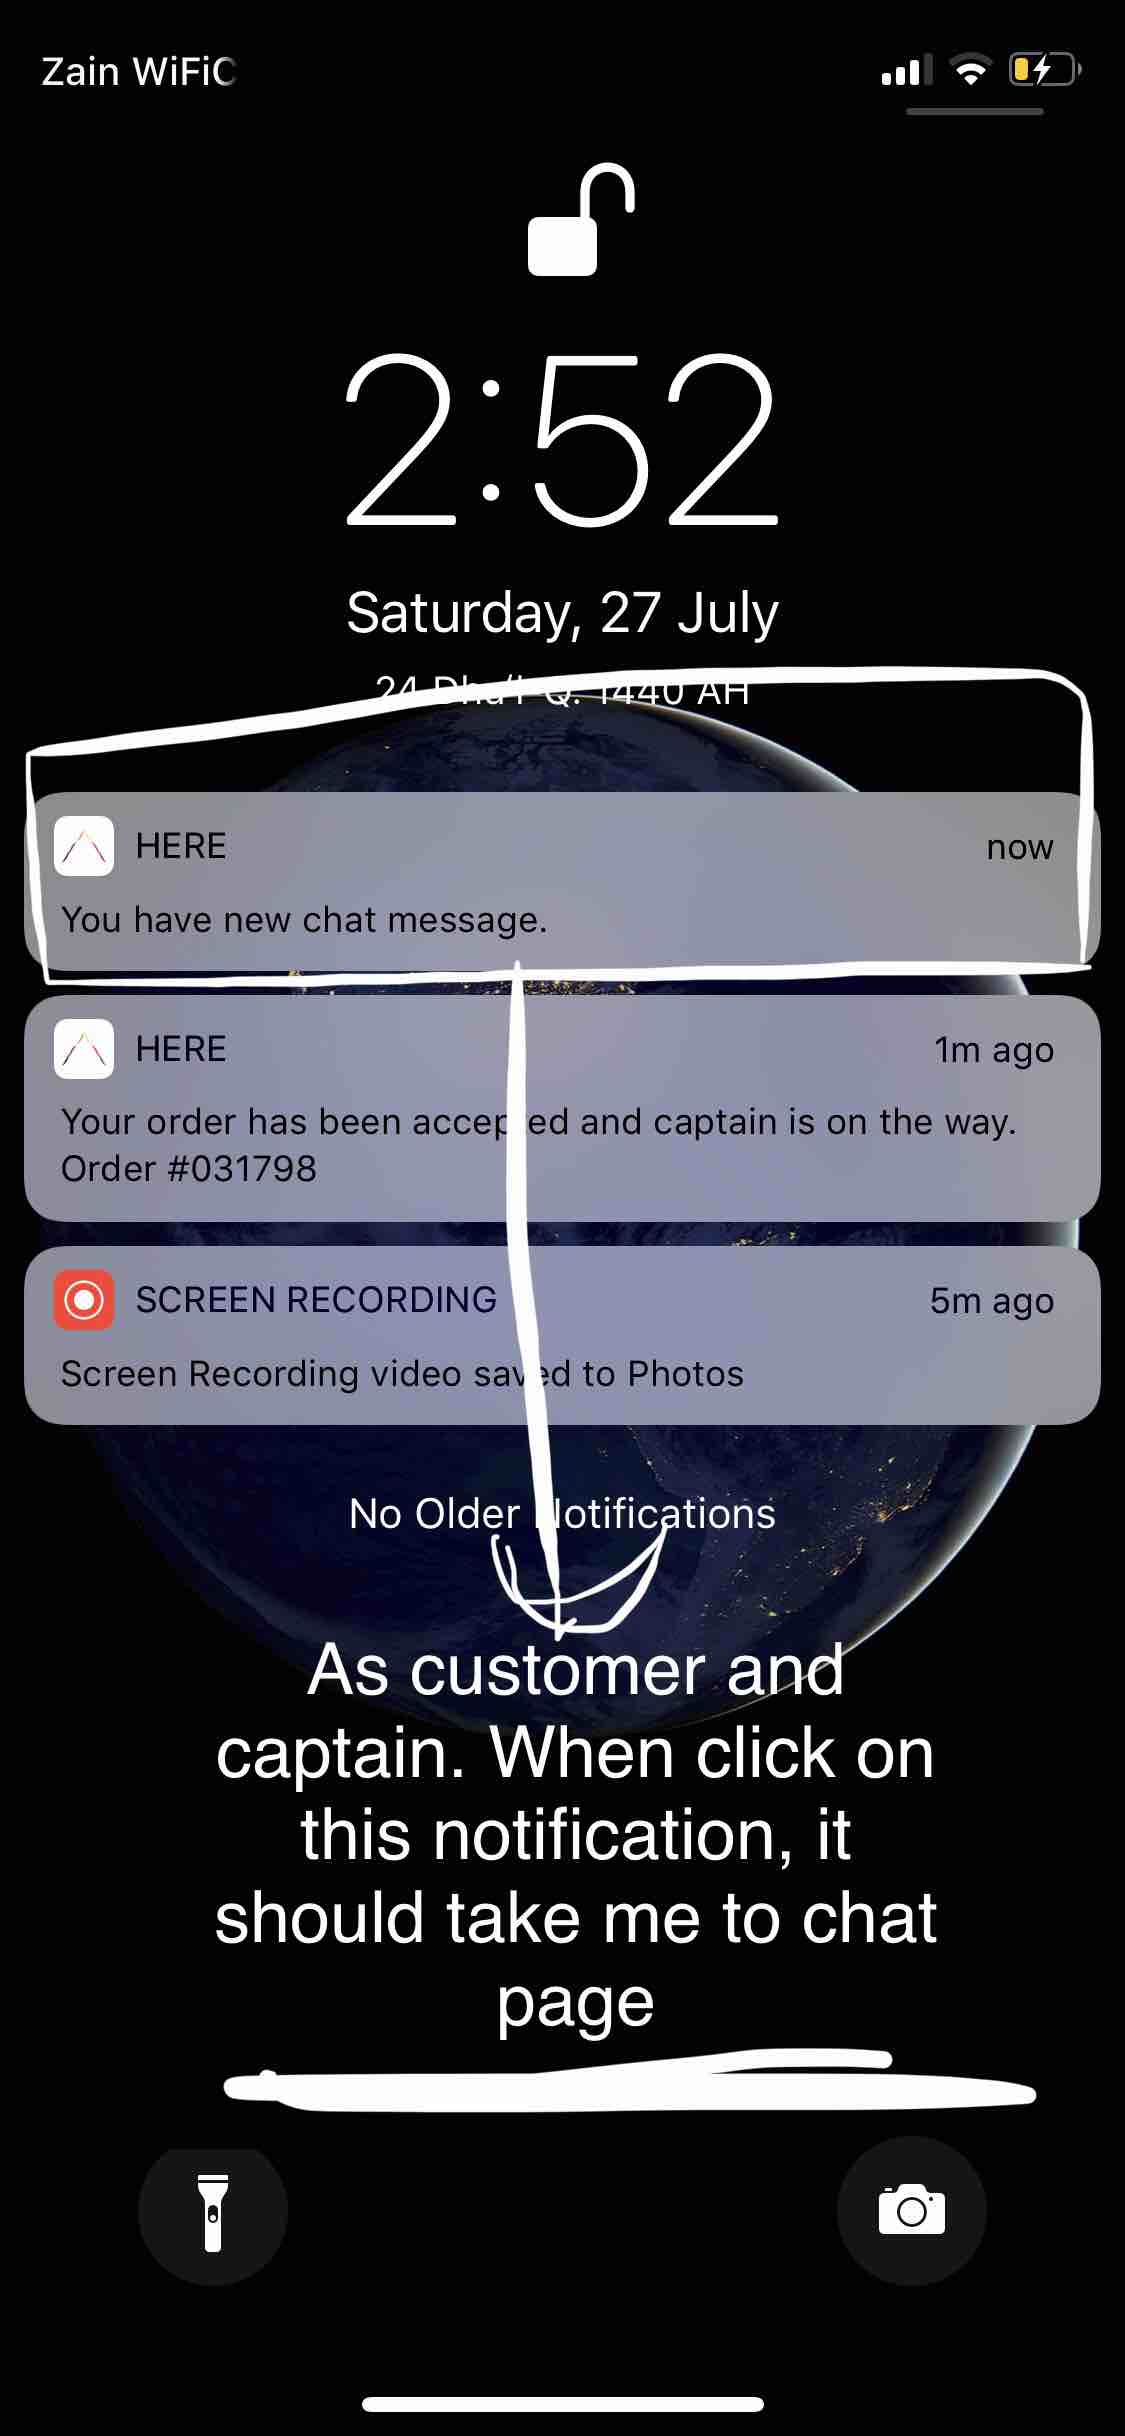 Zain WiFiC
2:52
Saturday, 27 July
24 Dhu'l-Q. 1440 AH
HERE now
You have new chat message.
HERE 1m ago
Your order has been accepted and captain is on the way.
Order #031798
SCREEN RECORDING 5m ago
Screen Recording video saved to Photos
No Older Notifications
As customer and
captain. When click on
this notification, it
should take me to chat
page